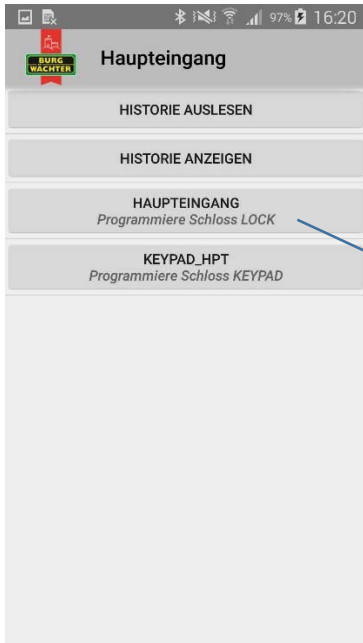 97% 16:20
BURG
WÄCHTER
Haupteingang
HISTORIE AUSLESEN
HISTORIE ANZEIGEN
HAUPTEINGANG
Programmiere Schloss LOCK
KEYPAD_HPT
Programmiere Schloss KEYPAD